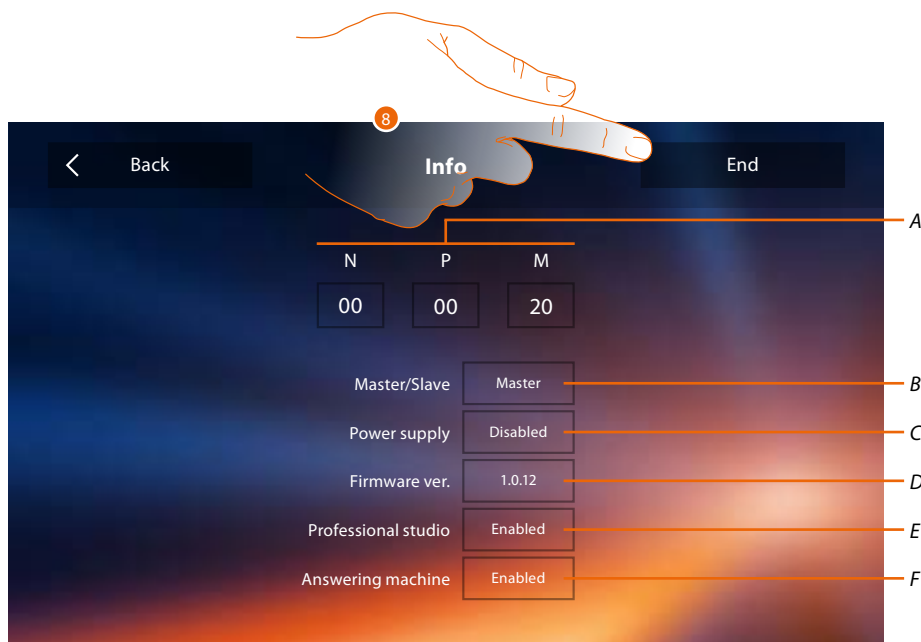 8
Back Info End
A
N P M
00 00 20
Master/Slave Master B
Power supply Disabled C
Firmware ver. 1.0.12 D
Professional studio Enabled E
Answering machine Enabled F